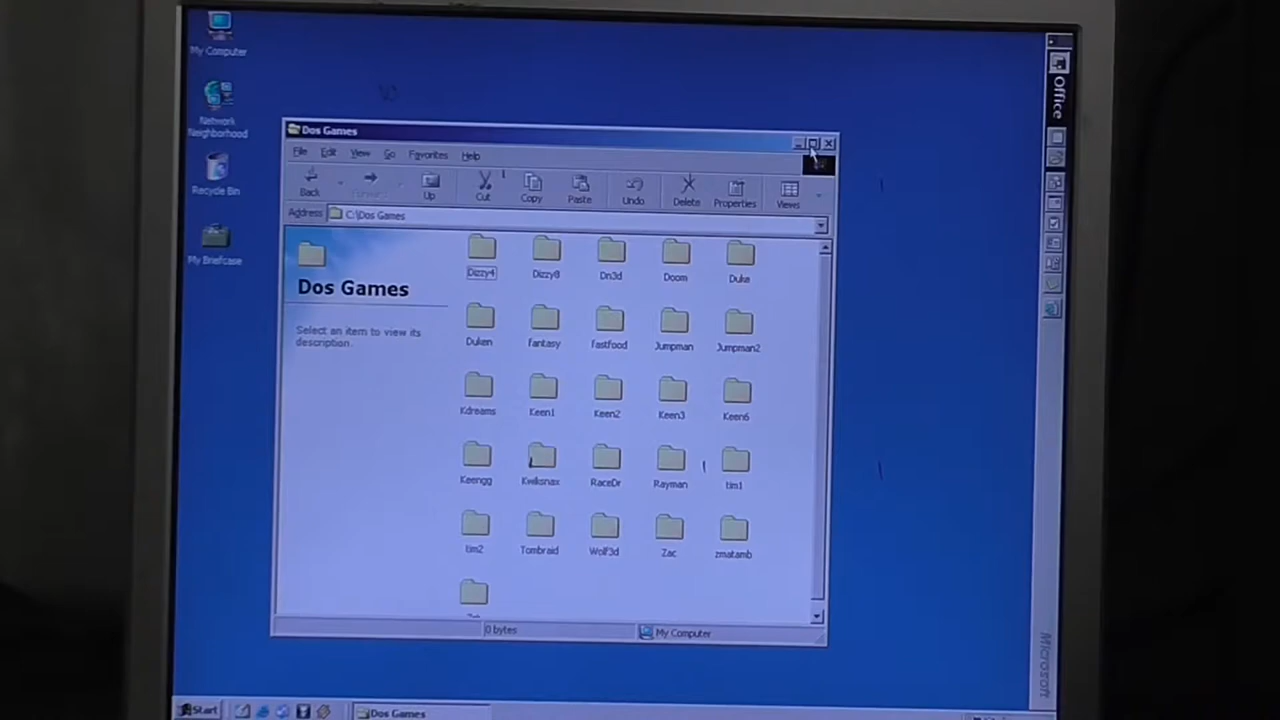 My Computer
Network
Neighborhood
Recycle Bin
My Briefcase
Dos Games
File Edit View Go Favorites Help
Back Forward Up Cut Copy Paste Undo Delete Properties Views
Address C:\Dos Games
Dos Games
Select an item to view its
description.
Dizzy4 Dizzy8 Dn3d Doom Duke
Duken fantasy fastfood Jumpman Jumpman2
Kdreams Keen1 Keen2 Keen3 Keen6
Keengg Kwiksnax RaceDr Rayman tim1
tim2 Tombraid Wolf3d Zac zmatamb
0 bytes My Computer
Office
Microsoft
Start Dos Games